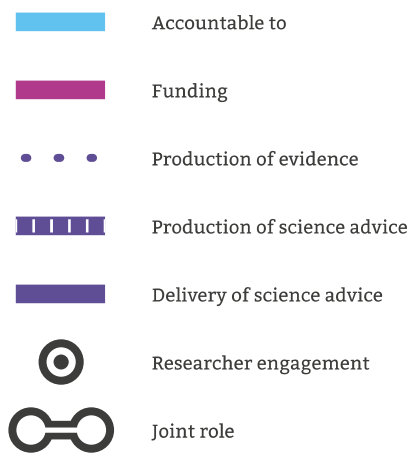 Accountable to
Funding
Production of evidence
Production of science advice
Delivery of science advice
Researcher engagement
Joint role